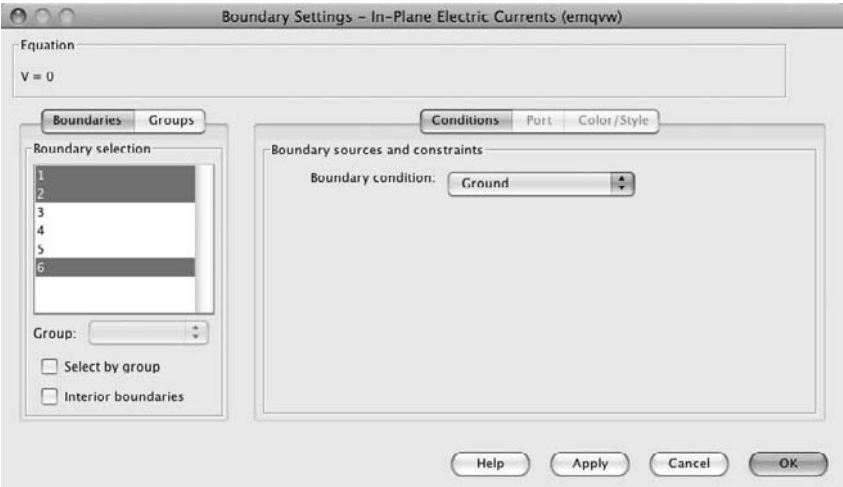 Boundary Settings – In-Plane Electric Currents (emqvw)
Equation
V = 0
Boundaries Groups
Conditions Port Color/Style
Boundary selection
1
2
3
4
5
6
Group:
Select by group
Interior boundaries
Boundary sources and constraints
Boundary condition: Ground
Help Apply Cancel OK